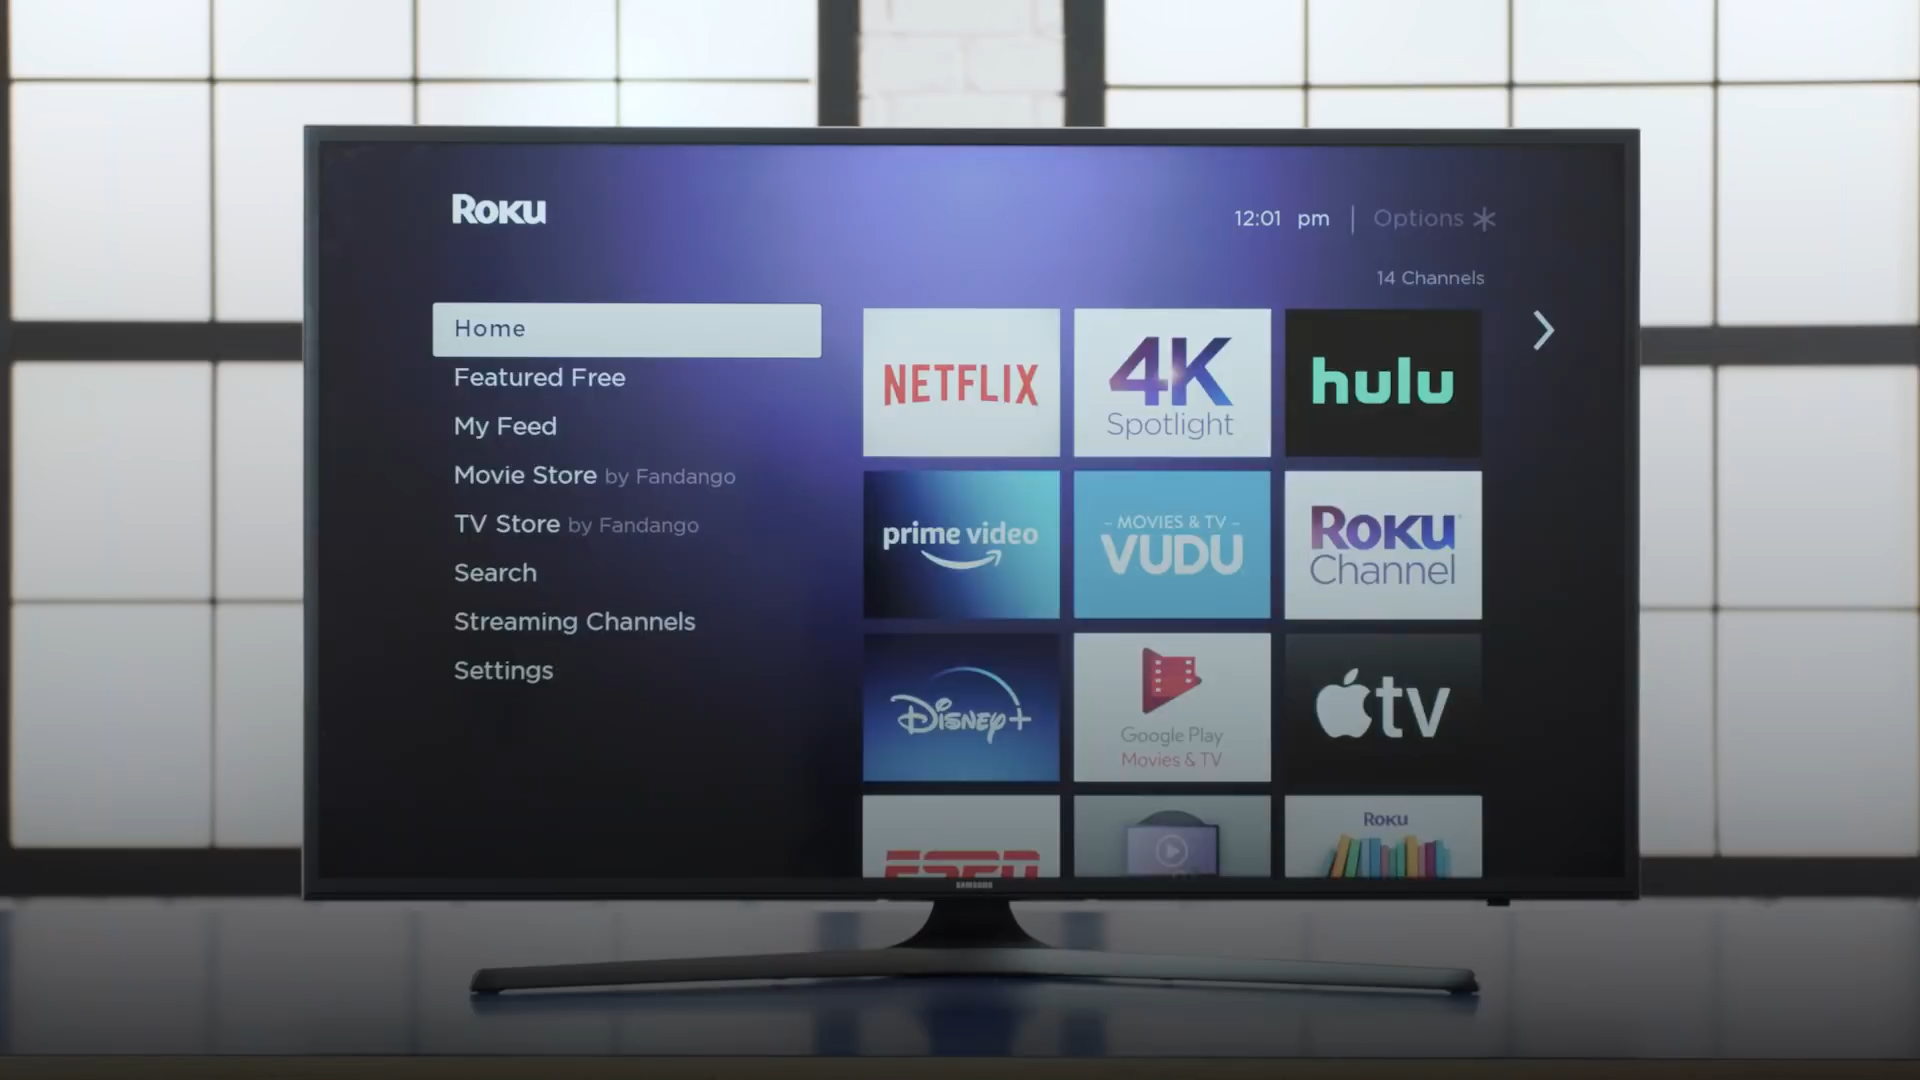 ROKU
12:01 pm | Options *
14 Channels
Home
Featured Free
My Feed
Movie Store by Fandango
TV Store by Fandango
Search
Streaming Channels
Settings
NETFLIX
4K
Spotlight
hulu
prime video
- MOVIES & TV -
VUDU
ROKU
Channel
Disney+
Google Play
Movies & TV
tv
ESPN
ROKU
SAMSUNG